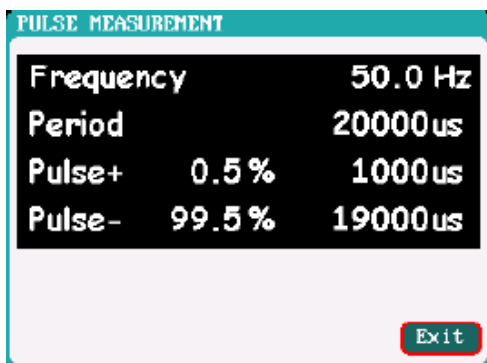 PULSE MEASUREMENT
Frequency 50.0 Hz
Period 20000us
Pulse+ 0.5% 1000us
Pulse- 99.5% 19000us
Exit